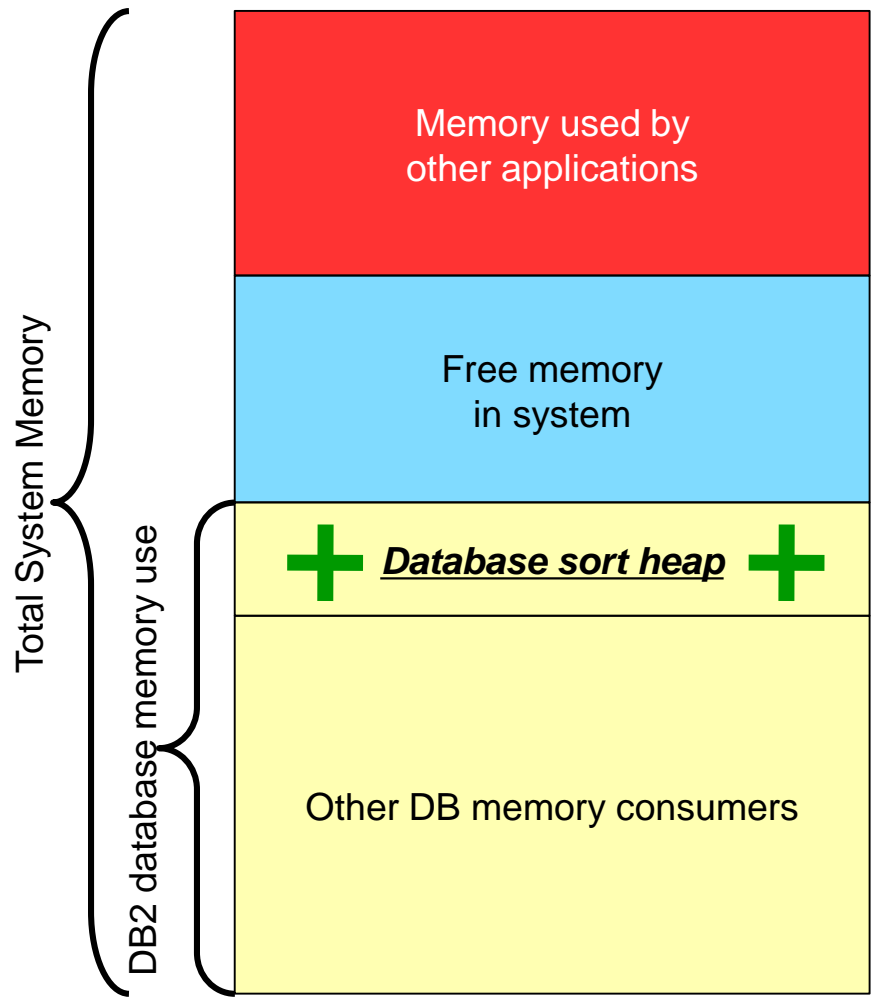 Total System Memory
DB2 database memory use
Memory used by
other applications
Free memory
in system
Database sort heap
Other DB memory consumers